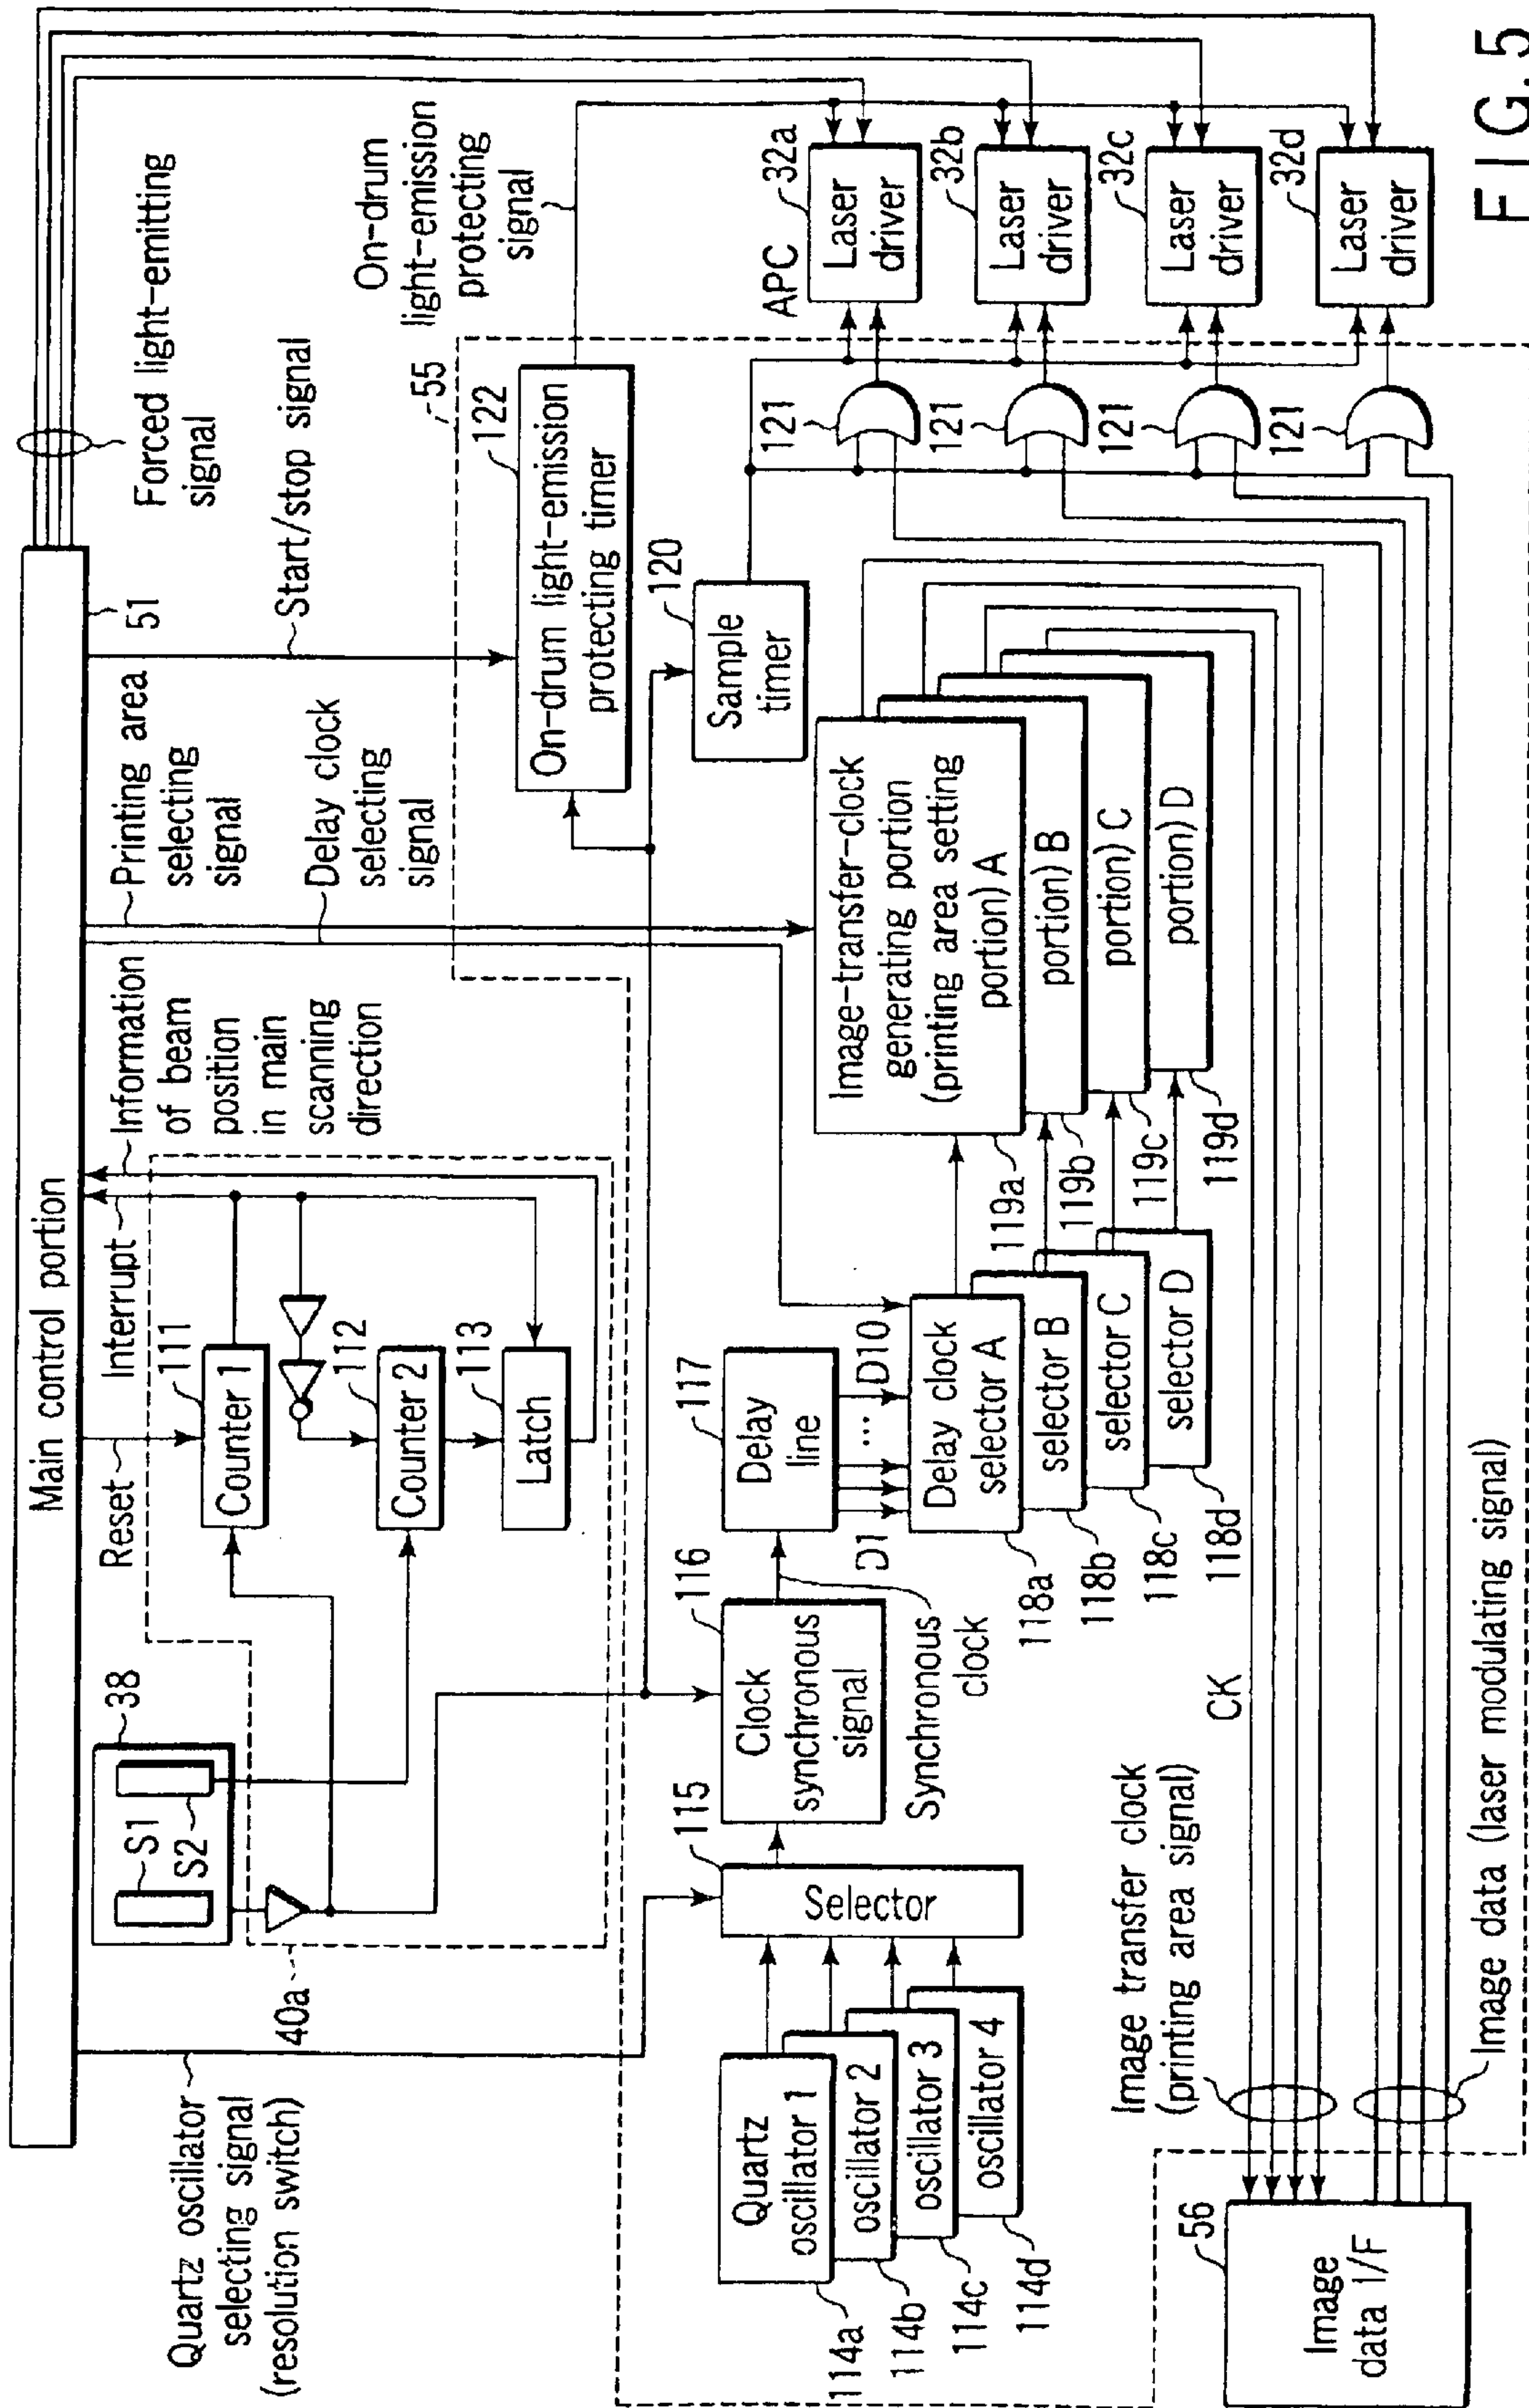 Main control portion
51
Quartz oscillator
selecting signal
(resolution switch)
38
S1
S2
40a
Reset
Interrupt
Information
of beam
position
in main
scanning
direction
Printing area
selecting
signal
Delay clock
selecting
signal
Start/stop signal
Forced light-emitting
signal
111
Counter 1
112
Counter 2
113
Latch
55
122
On-drum light-emission
protecting timer
On-drum
light-emission
protecting
signal
120
Sample
timer
Quartz
oscillator 1
oscillator 2
oscillator 3
oscillator 4
114a
114b
114c
114d
115
Selector
116
Clock
synchronous
signal
Synchronous
clock
117
Delay
line
D1
...
D10
Delay clock
selector A
selector B
selector C
selector D
118a
118b
118c
118d
Image-transfer-clock
generating portion
(printing area setting
portion) A
portion) B
portion) C
portion) D
119a
119b
119c
119d
121
121
121
121
APC
32a
Laser
driver
32b
Laser
driver
32c
Laser
driver
32d
Laser
driver
Image transfer clock
(printing area signal)
CK
56
Image
data I/F
Image data (laser modulating signal)
FIG. 5